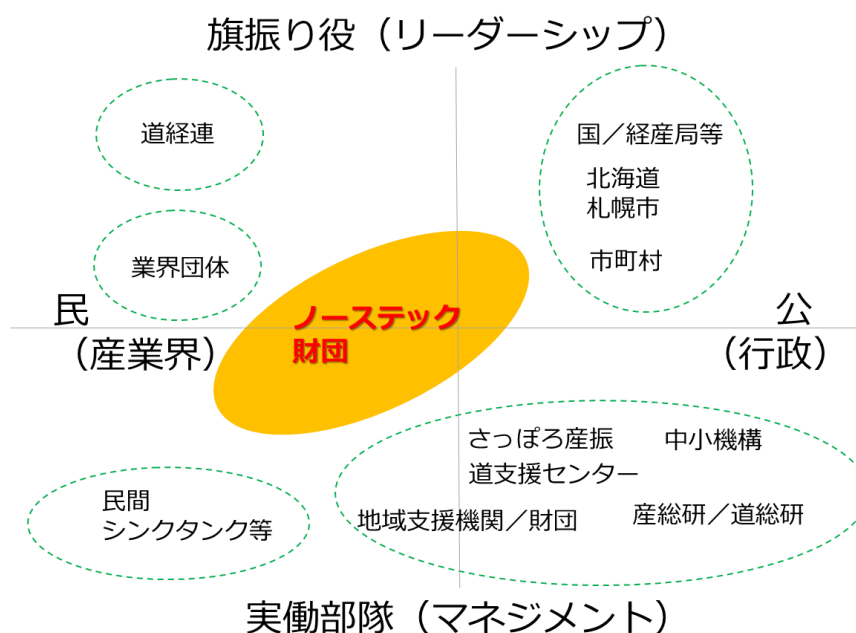 旗振り役（リーダーシップ）
道経連
国／経産局等
北海道
札幌市
業界団体
市町村
民
（産業界）
ノーステック
財団
公
（行政）
さっぽろ産振
中小機構
道支援センター
民間
シンクタンク等
地域支援機関／財団
産総研／道総研
実働部隊（マネジメント）